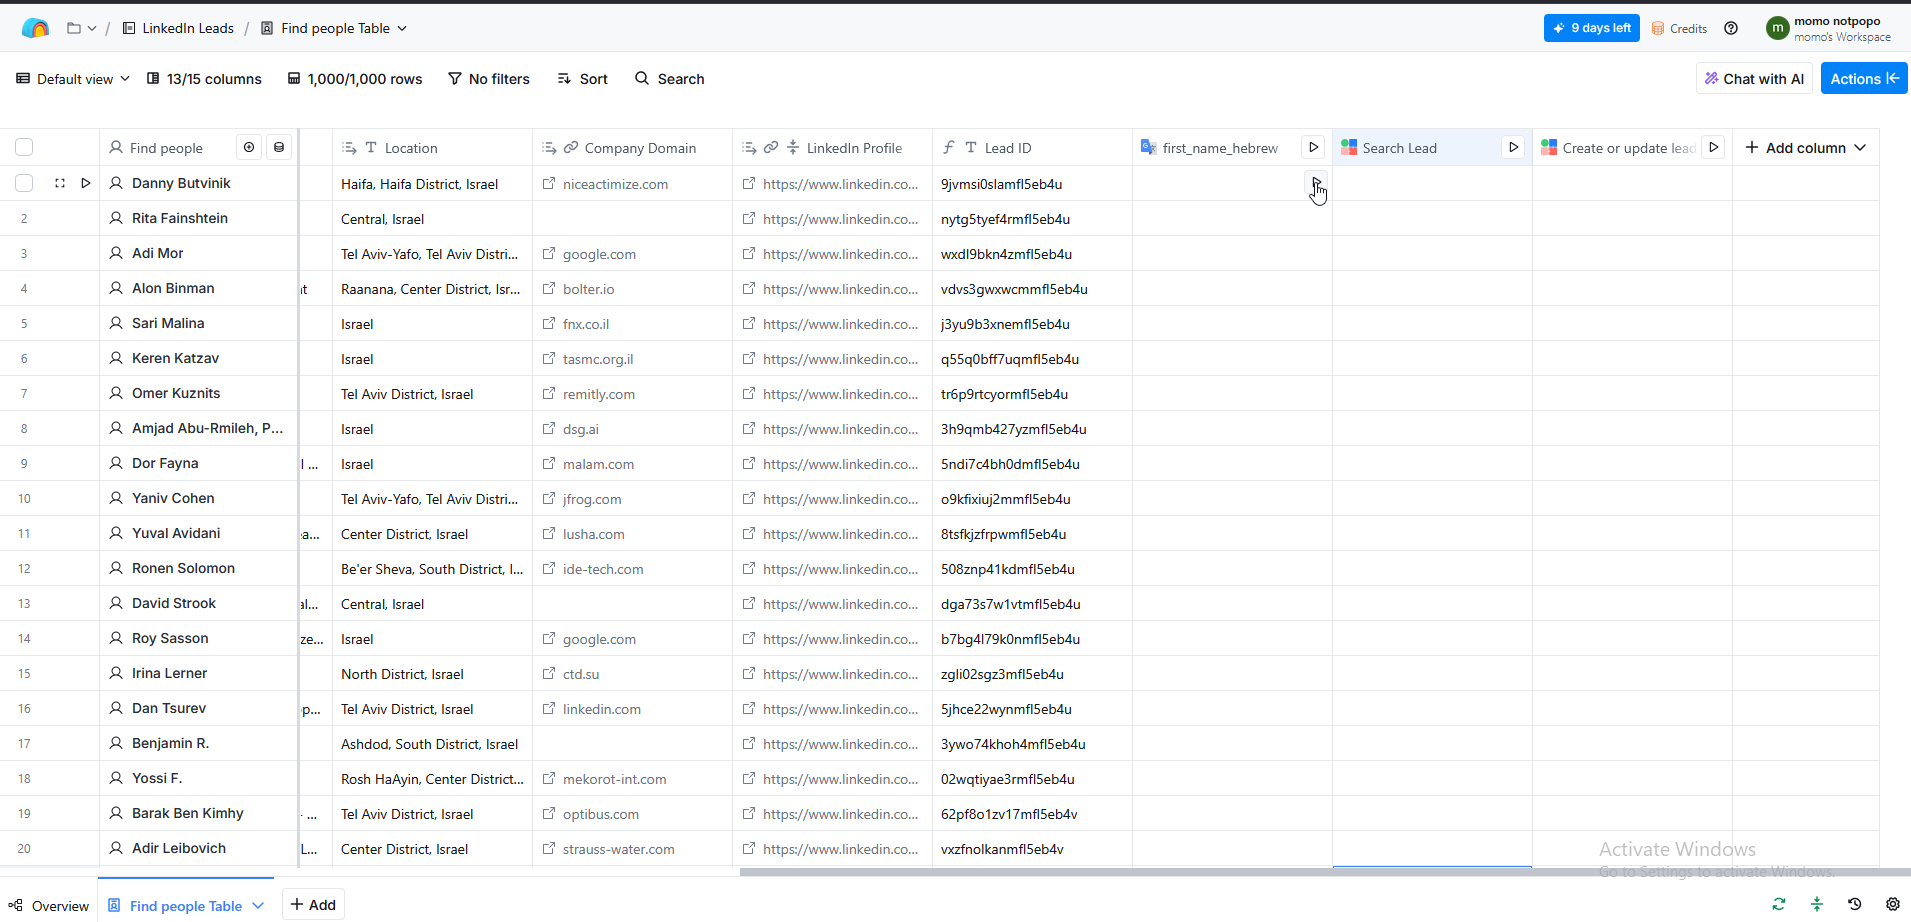 LinkedIn Leads / Find people Table
9 days left
Credits
m
momo notpopo
momo's Workspace
Default view 13/15 columns 1,000/1,000 rows No filters Sort Search
Chat with AI Actions
Find people Location Company Domain LinkedIn Profile Lead ID first_name_hebrew Search Lead Create or update lead Add column
Danny Butvinik Haifa, Haifa District, Israel niceactimize.com https://www.linkedin.co... 9jvmsi0slamfl5eb4u
2 Rita Fainshtein Central, Israel https://www.linkedin.co... nytg5tyef4rmfl5eb4u
3 Adi Mor Tel Aviv-Yafo, Tel Aviv Distri... google.com https://www.linkedin.co... wxdl9bkn4zmfl5eb4u
4 Alon Binman ıt Raanana, Center District, Isr... bolter.io https://www.linkedin.co... vdvs3gwxwcmmfl5eb4u
5 Sari Malina Israel fnx.co.il https://www.linkedin.co... j3yu9b3xnemfl5eb4u
6 Keren Katzav Israel tasmc.org.il https://www.linkedin.co... q55q0bff7uqmfl5eb4u
7 Omer Kuznits Tel Aviv District, Israel remitly.com https://www.linkedin.co... tr6p9rtcyormfl5eb4u
8 Amjad Abu-Rmileh, P... Israel dsg.ai https://www.linkedin.co... 3h9qmb427yzmfl5eb4u
9 Dor Fayna l ... Israel malam.com https://www.linkedin.co... 5ndi7c4bh0dmfl5eb4u
10 Yaniv Cohen Tel Aviv-Yafo, Tel Aviv Distri... jfrog.com https://www.linkedin.co... o9kfixiuj2mmfl5eb4u
11 Yuval Avidani ea... Center District, Israel lusha.com https://www.linkedin.co... 8tsfkjzfrpwmfl5eb4u
12 Ronen Solomon Be'er Sheva, South District, I... ide-tech.com https://www.linkedin.co... 508znp41kdmfl5eb4u
13 David Strook al... Central, Israel https://www.linkedin.co... dga73s7w1vtmfl5eb4u
14 Roy Sasson ze... Israel google.com https://www.linkedin.co... b7bg4l79k0nmfl5eb4u
15 Irina Lerner North District, Israel ctd.su https://www.linkedin.co... zgli02sgz3mfl5eb4u
16 Dan Tsurev p... Tel Aviv District, Israel linkedin.com https://www.linkedin.co... 5jhce22wynmfl5eb4u
17 Benjamin R. Ashdod, South District, Israel https://www.linkedin.co... 3ywo74khoh4mfl5eb4u
18 Yossi F. Rosh HaAyin, Center District... mekorot-int.com https://www.linkedin.co... 02wqtiyae3rmfl5eb4u
19 Barak Ben Kimhy - ... Tel Aviv District, Israel optibus.com https://www.linkedin.co... 62pf8o1zv17mfl5eb4v
20 Adir Leibovich L... Center District, Israel strauss-water.com https://www.linkedin.co... vxzfnolkanmfl5eb4v
Activate Windows
Go to Settings to activate Windows.
Overview Find people Table Add